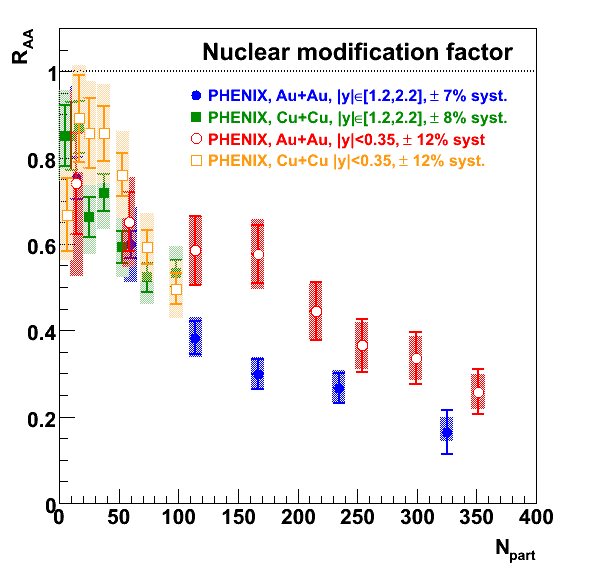 R_AA
Nuclear modification factor
PHENIX, Au+Au, |y|∈[1.2,2.2], ± 7% syst.
PHENIX, Cu+Cu, |y|∈[1.2,2.2], ± 8% syst.
PHENIX, Au+Au, |y|<0.35, ± 12% syst
PHENIX, Cu+Cu |y|<0.35, ± 12% syst.
1
0.8
0.6
0.4
0.2
0
0 50 100 150 200 250 300 350 400
N_part